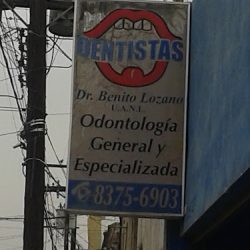 DENTISTAS
Dr. Benito Lozano
U.A.N.L.
Odontología
General y
Especializada
8375-6903